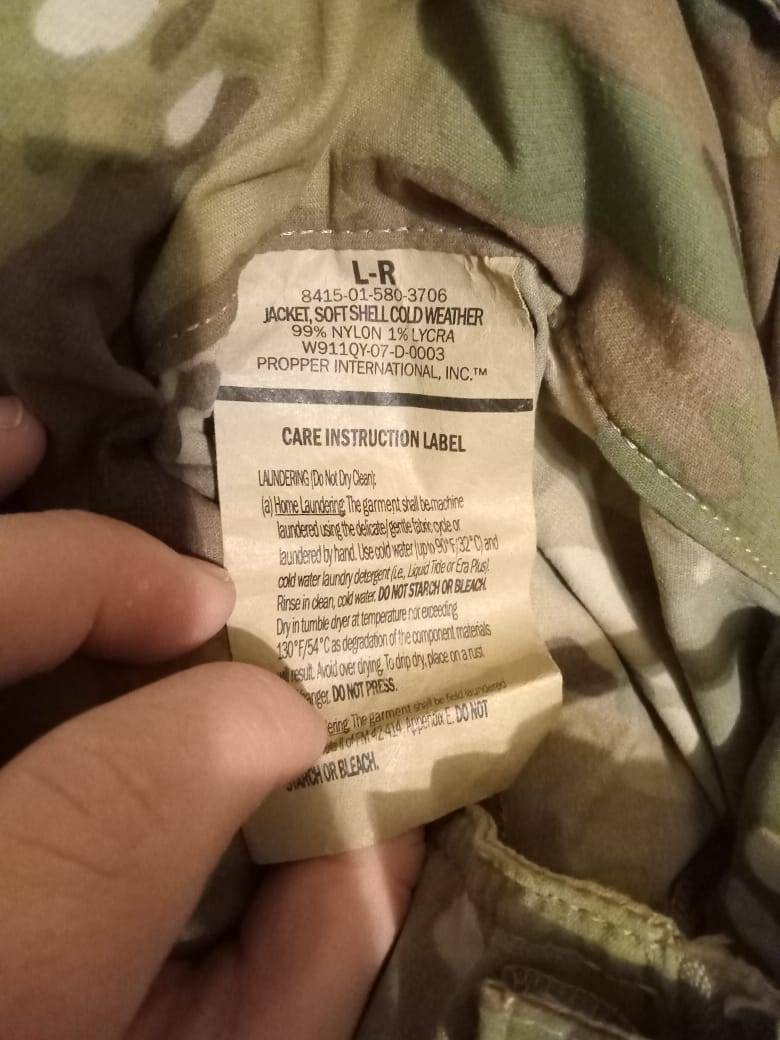 L-R
8415-01-580-3706
JACKET, SOFT SHELL COLD WEATHER
99% NYLON 1% LYCRA
W911QY-07-D-0003
PROPPER INTERNATIONAL, INC.™
CARE INSTRUCTION LABEL
LAUNDERING (Do Not Dry Clean):
(a) Home Laundering. The garment shall be machine
laundered using the delicate/gentle fabric cycle or
laundered by hand. Use cold water (up to 90°F/32°C) and
cold water laundry detergent (i.e., Liquid Tide or Era Plus).
Rinse in clean, cold water. DO NOT STARCH OR BLEACH.
Dry in tumble dryer at temperature not exceeding
130°F/54°C as degradation of the component materials
result. Avoid over drying. To drip dry, place on a rust
DO NOT PRESS.
The garment shall be field laundered
II of FM 42-414, Appendix E. DO NOT
STARCH OR BLEACH.